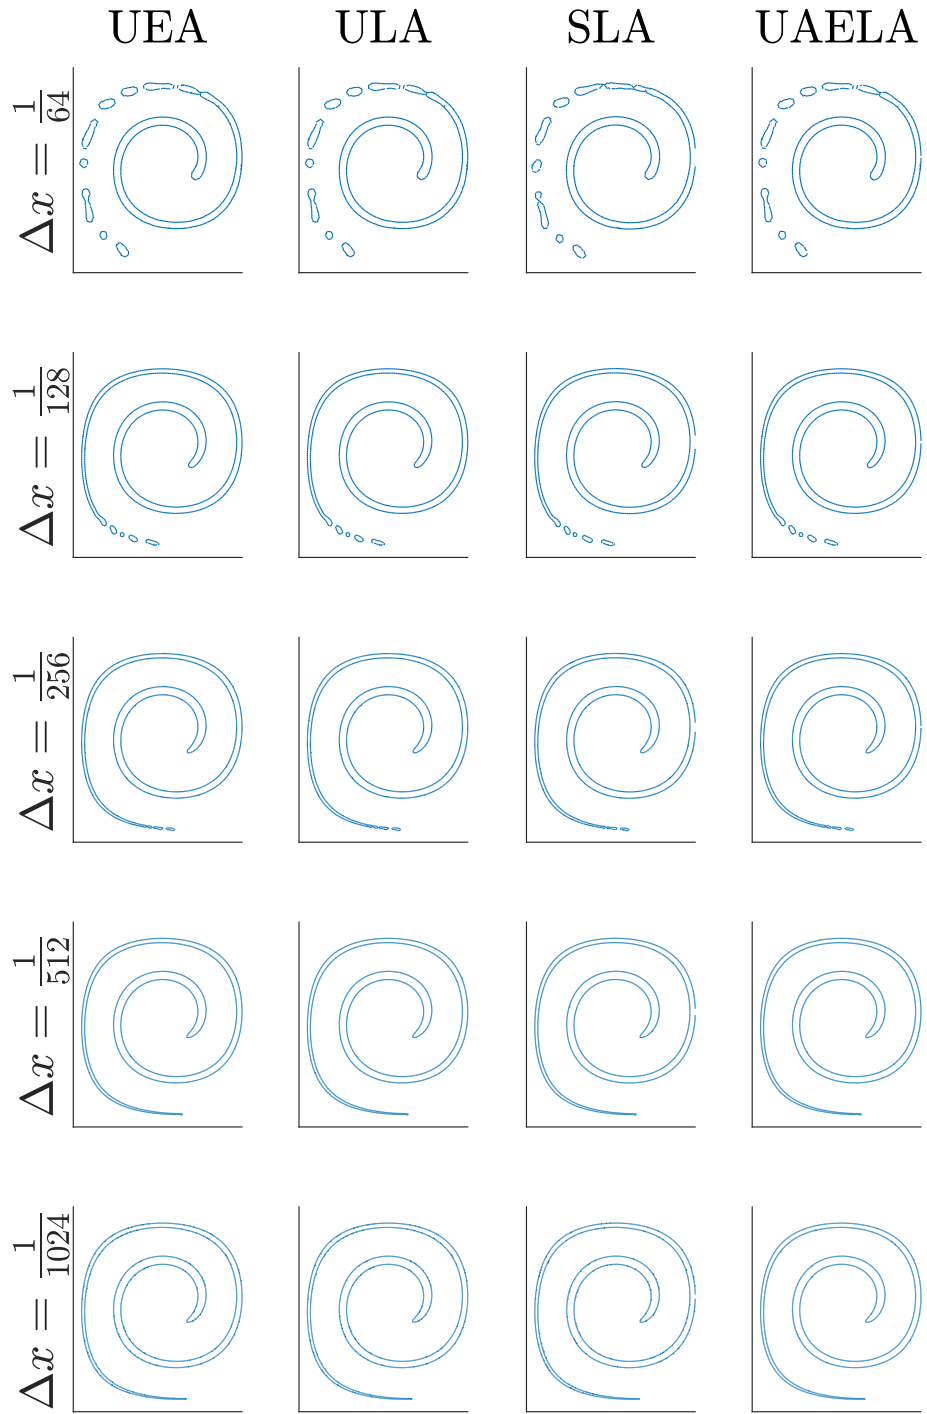 UEA ULA SLA UAELA
Δx = 1/64
Δx = 1/128
Δx = 1/256
Δx = 1/512
Δx = 1/1024